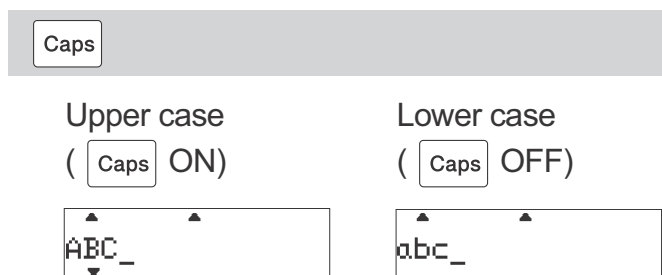 Caps
Upper case
( Caps ON)
ABC_
Lower case
( Caps OFF)
abc_